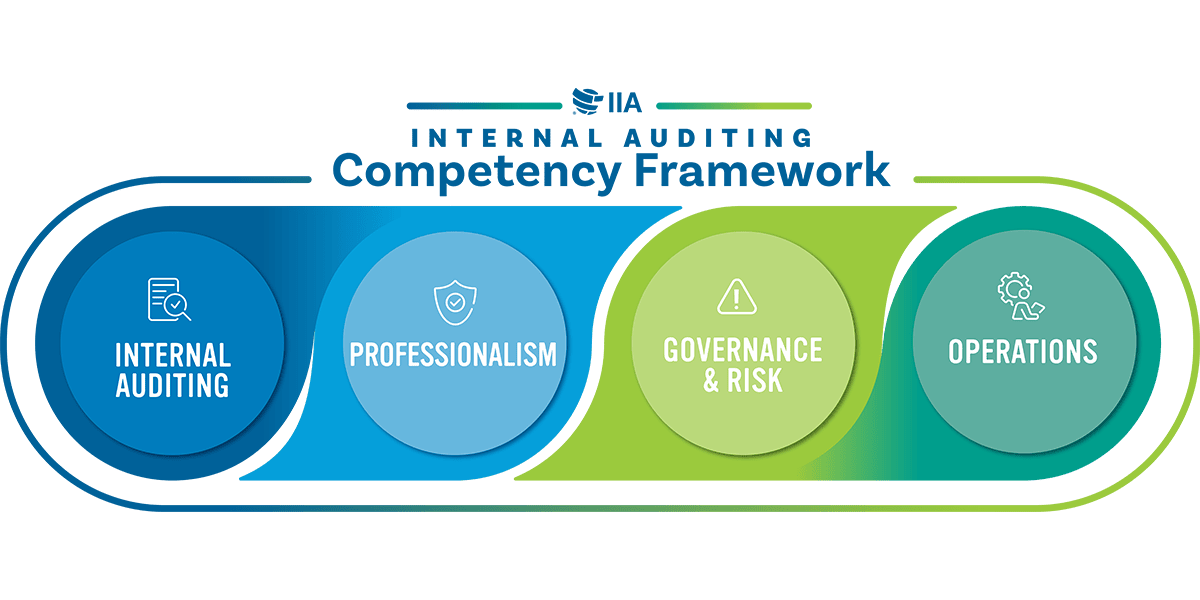 IIA
INTERNAL AUDITING
Competency Framework
INTERNAL
AUDITING
PROFESSIONALISM
GOVERNANCE
& RISK
OPERATIONS